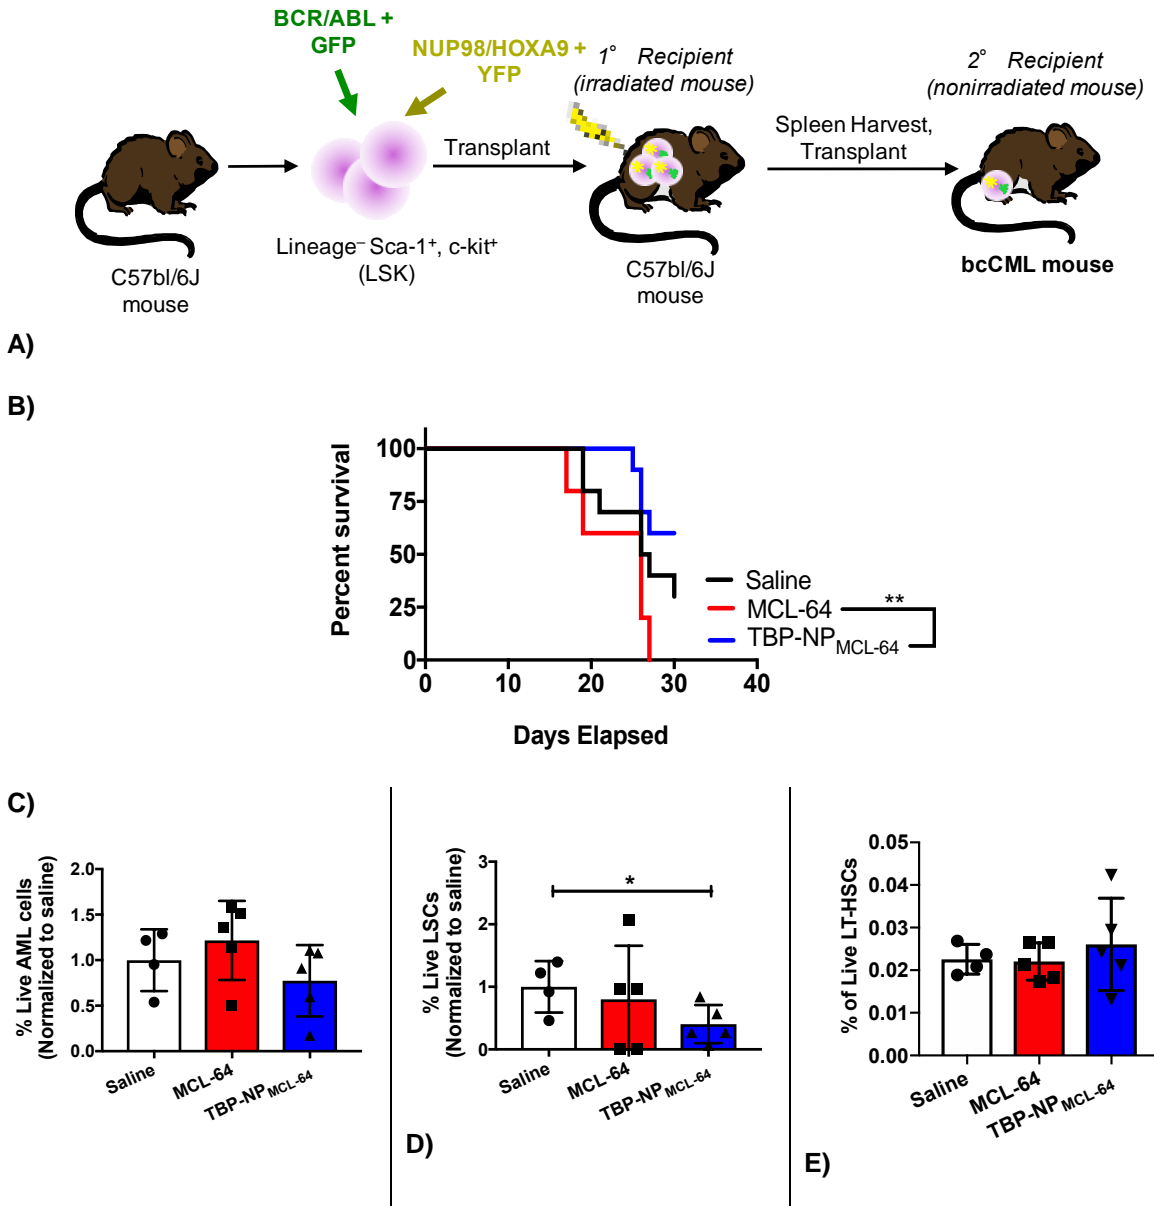 BCR/ABL +
GFP
NUP98/HOXA9 +
YFP
1° Recipient
(irradiated mouse)
2° Recipient
(nonirradiated mouse)
Transplant
Spleen Harvest,
Transplant
C57bl/6J
mouse
Lineage– Sca-1+, c-kit+
(LSK)
C57bl/6J
mouse
bcCML mouse
A)
B)
Percent survival
100
75
50
25
0
0 10 20 30 40
Days Elapsed
Saline
MCL-64
TBP-NPMCL-64
**
C)
% Live AML cells
(Normalized to saline)
2.0
1.5
1.0
0.5
0.0
Saline
MCL-64
TBP-NPMCL-64
% Live LSCs
(Normalized to saline)
3
2
1
0
*
Saline
MCL-64
TBP-NPMCL-64
D)
% of Live LT-HSCs
0.05
0.04
0.03
0.02
0.01
0.00
Saline
MCL-64
TBP-NPMCL-64
E)